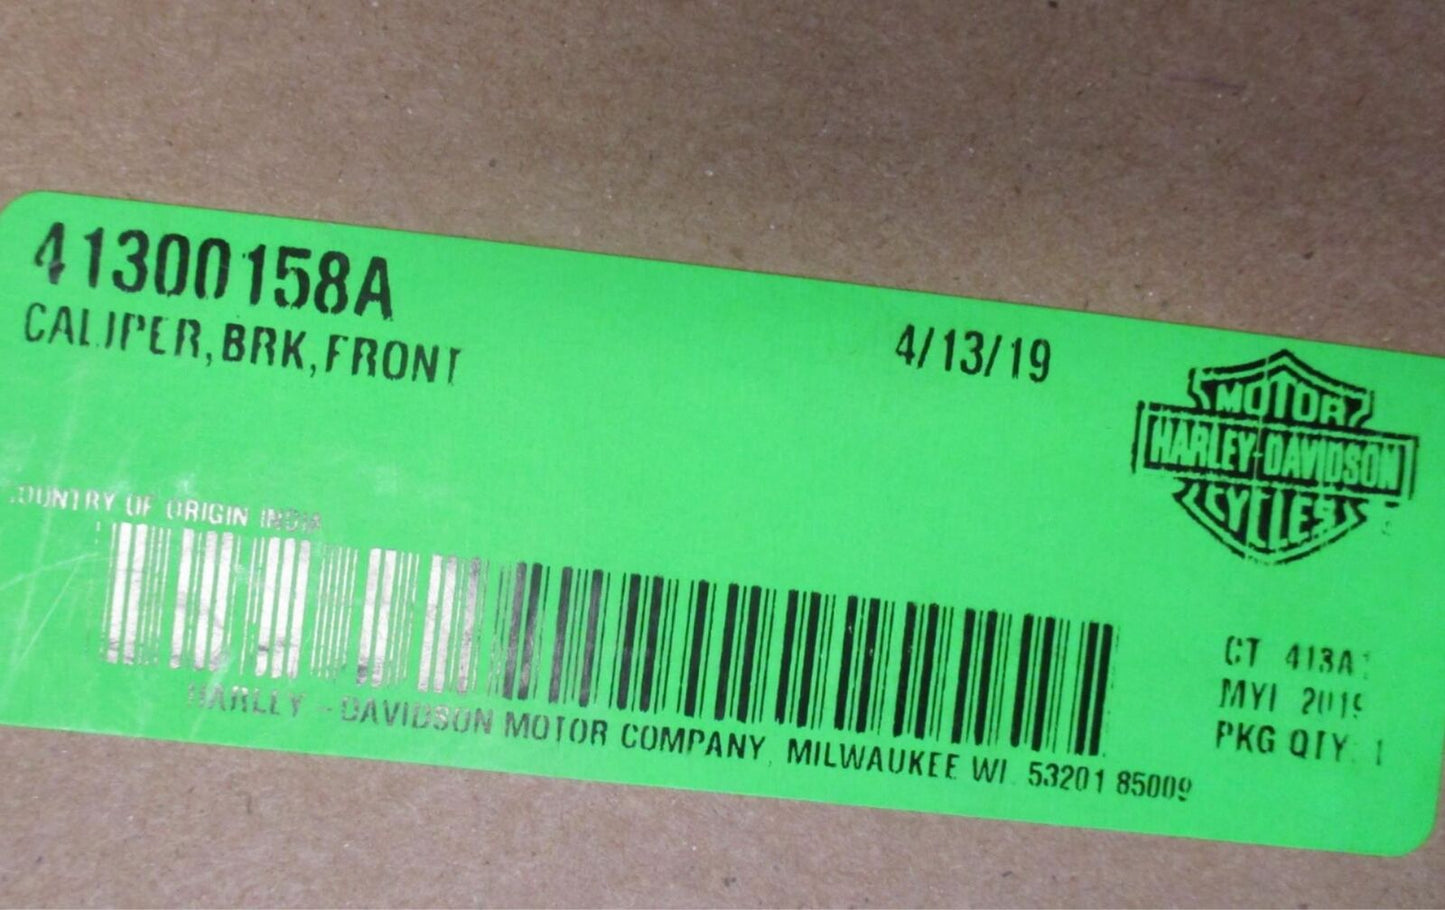 41300158A
CALIPER,BRK,FRONT
4/13/19
MOTOR
HARLEY-DAVIDSON
CYCLES
COUNTRY OF ORIGIN INDIA
HARLEY-DAVIDSON MOTOR COMPANY, MILWAUKEE WI. 53201 85009
CT 413A
MYI 2019
PKG QTY: 1